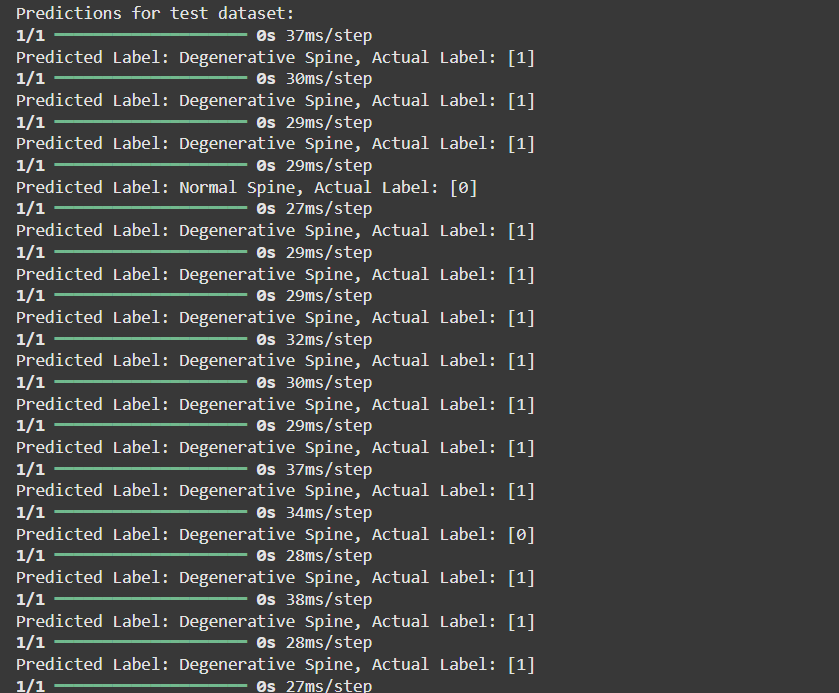 Predictions for test dataset:
1/1 ━━━━━━━━━━━━━━━━━━━━ 0s 37ms/step
Predicted Label: Degenerative Spine, Actual Label: [1]
1/1 ━━━━━━━━━━━━━━━━━━━━ 0s 30ms/step
Predicted Label: Degenerative Spine, Actual Label: [1]
1/1 ━━━━━━━━━━━━━━━━━━━━ 0s 29ms/step
Predicted Label: Degenerative Spine, Actual Label: [1]
1/1 ━━━━━━━━━━━━━━━━━━━━ 0s 29ms/step
Predicted Label: Normal Spine, Actual Label: [0]
1/1 ━━━━━━━━━━━━━━━━━━━━ 0s 27ms/step
Predicted Label: Degenerative Spine, Actual Label: [1]
1/1 ━━━━━━━━━━━━━━━━━━━━ 0s 29ms/step
Predicted Label: Degenerative Spine, Actual Label: [1]
1/1 ━━━━━━━━━━━━━━━━━━━━ 0s 29ms/step
Predicted Label: Degenerative Spine, Actual Label: [1]
1/1 ━━━━━━━━━━━━━━━━━━━━ 0s 32ms/step
Predicted Label: Degenerative Spine, Actual Label: [1]
1/1 ━━━━━━━━━━━━━━━━━━━━ 0s 30ms/step
Predicted Label: Degenerative Spine, Actual Label: [1]
1/1 ━━━━━━━━━━━━━━━━━━━━ 0s 29ms/step
Predicted Label: Degenerative Spine, Actual Label: [1]
1/1 ━━━━━━━━━━━━━━━━━━━━ 0s 37ms/step
Predicted Label: Degenerative Spine, Actual Label: [1]
1/1 ━━━━━━━━━━━━━━━━━━━━ 0s 34ms/step
Predicted Label: Degenerative Spine, Actual Label: [0]
1/1 ━━━━━━━━━━━━━━━━━━━━ 0s 28ms/step
Predicted Label: Degenerative Spine, Actual Label: [1]
1/1 ━━━━━━━━━━━━━━━━━━━━ 0s 38ms/step
Predicted Label: Degenerative Spine, Actual Label: [1]
1/1 ━━━━━━━━━━━━━━━━━━━━ 0s 28ms/step
Predicted Label: Degenerative Spine, Actual Label: [1]
1/1 ━━━━━━━━━━━━━━━━━━━━ 0s 27ms/step